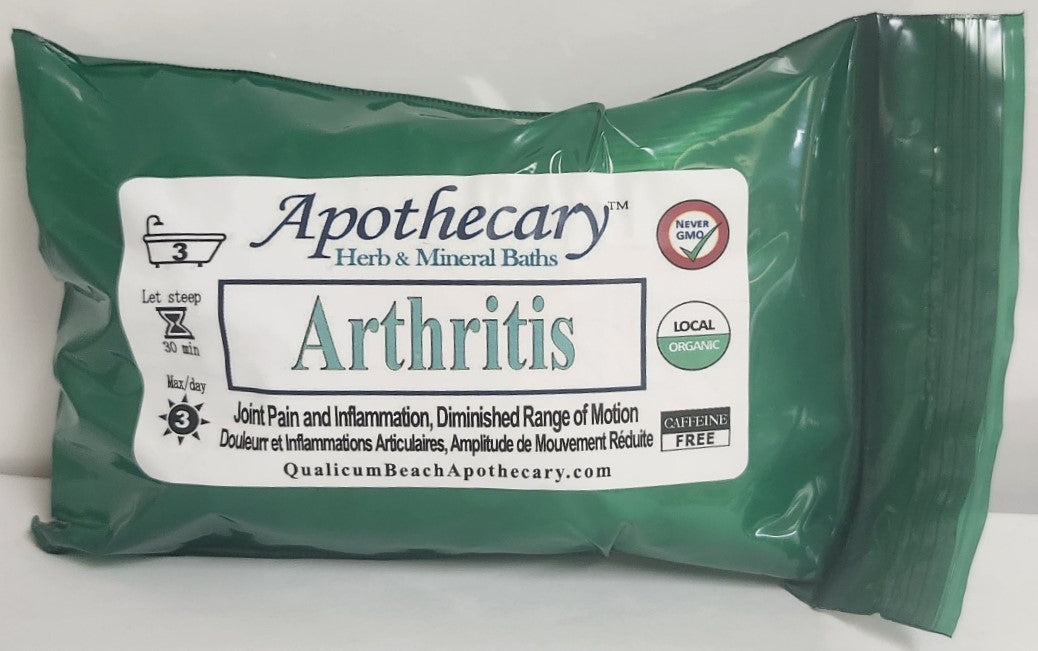 Apothecary™
Herb & Mineral Baths
3
Let steep
30 min
Max/day
3
Arthritis
Joint Pain and Inflammation, Diminished Range of Motion
Douleurr et Inflammations Articulaires, Amplitude de Mouvement Réduite
QualicumBeachApothecary.com
NEVER
GMO
LOCAL
ORGANIC
CAFFEINE
FREE